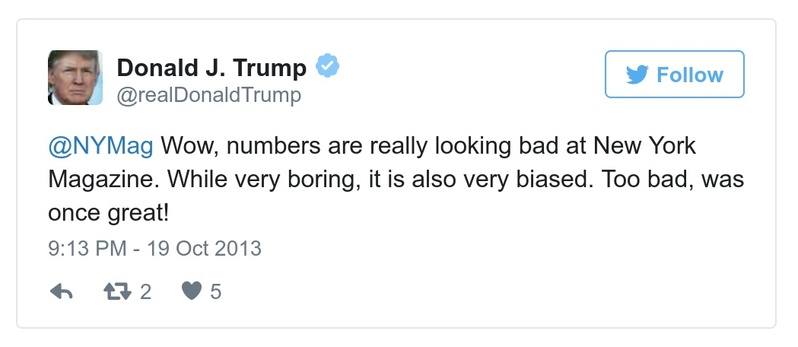 Donald J. Trump
@realDonaldTrump
Follow
@NYMag Wow, numbers are really looking bad at New York
Magazine. While very boring, it is also very biased. Too bad, was
once great!
9:13 PM - 19 Oct 2013
2 5